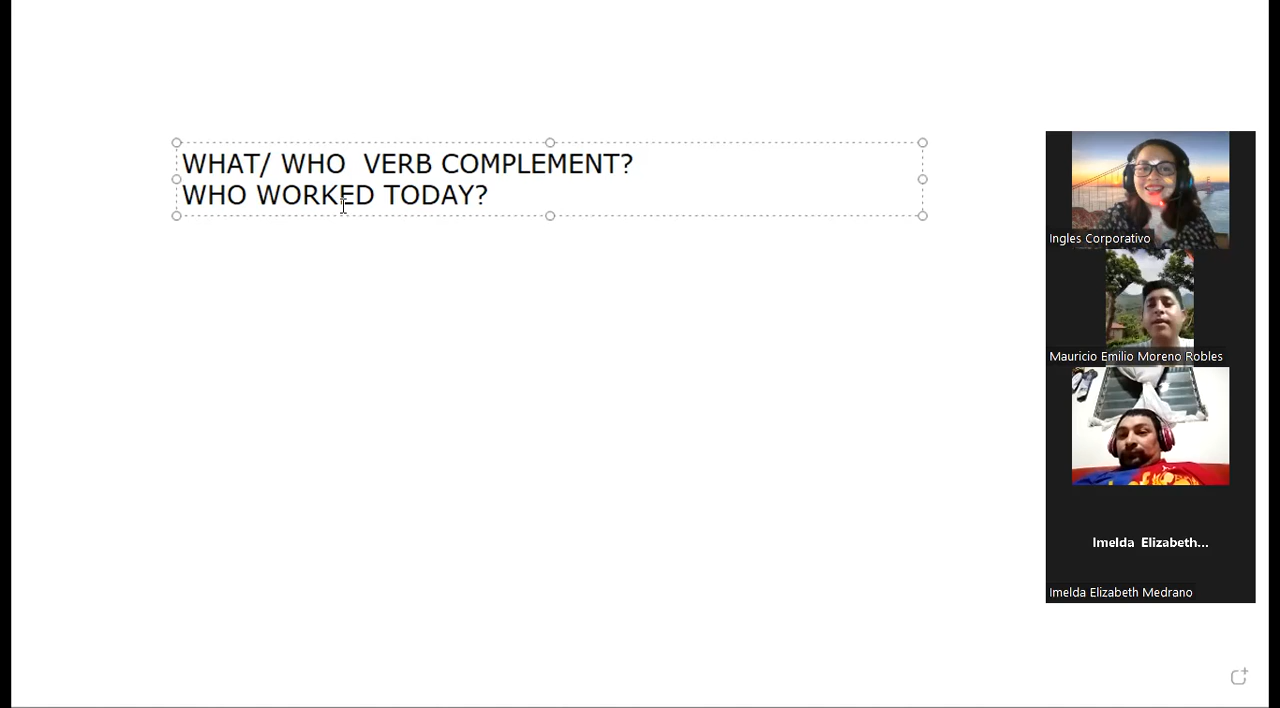 WHAT/ WHO  VERB COMPLEMENT?
WHO WORKED TODAY?
Ingles Corporativo
Mauricio Emilio Moreno Robles
Imelda  Elizabeth...
Imelda Elizabeth Medrano